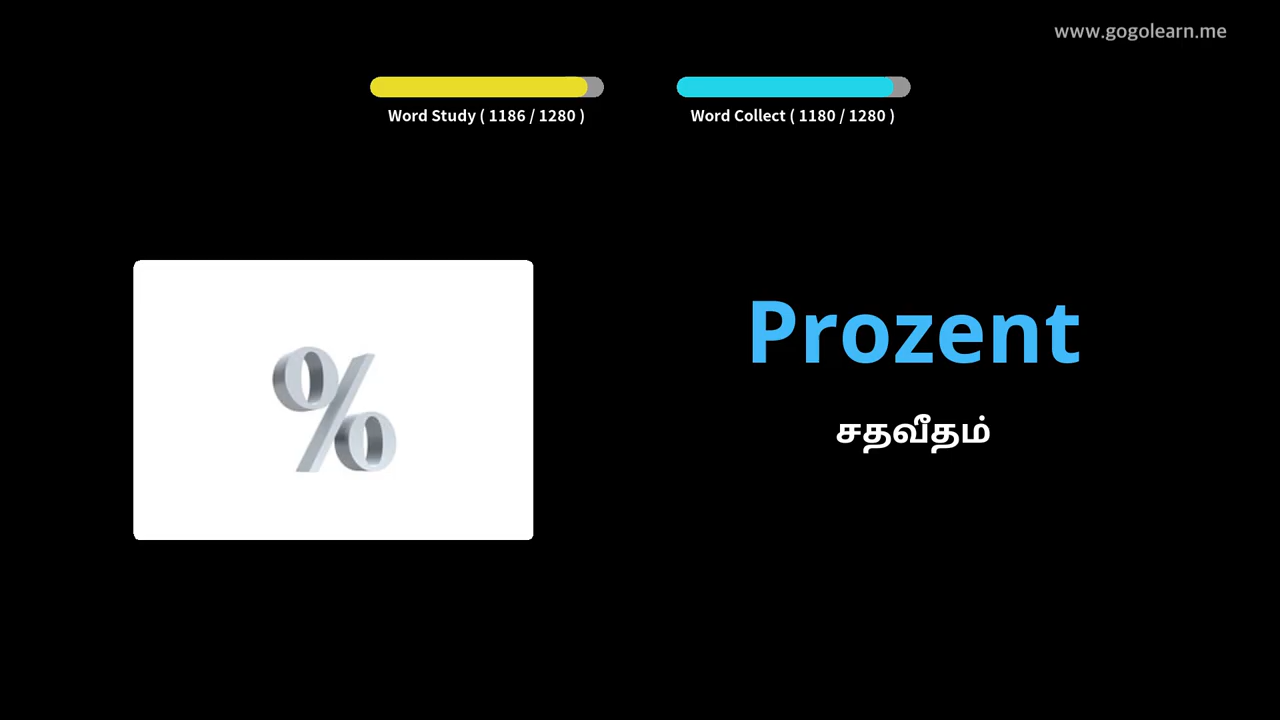 www.gogolearn.me
Word Study ( 1186 / 1280 )
Word Collect ( 1180 / 1280 )
%
Prozent
சதவீதம்